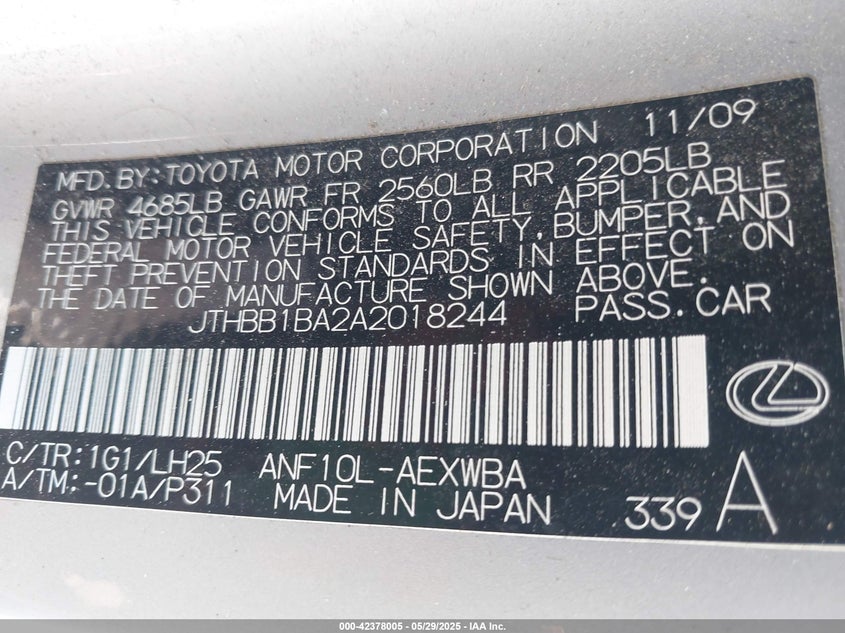 MFD.BY:TOYOTA MOTOR CORPORATION 11/09
GVWR 4685LB GAWR FR 2560LB RR 2205LB
THIS VEHICLE CONFORMS TO ALL APPLICABLE
FEDERAL MOTOR VEHICLE SAFETY,BUMPER,AND
THEFT PREVENTION STANDARDS IN EFFECT ON
THE DATE OF MANUFACTURE SHOWN ABOVE.
JTHBB1BA2A2018244 PASS.CAR
C/TR:1G1/LH25 ANF10L-AEXWBA
A/TM:-01A/P311 MADE IN JAPAN 339 A
000-42378005 - 05/29/2025 - IAA Inc.